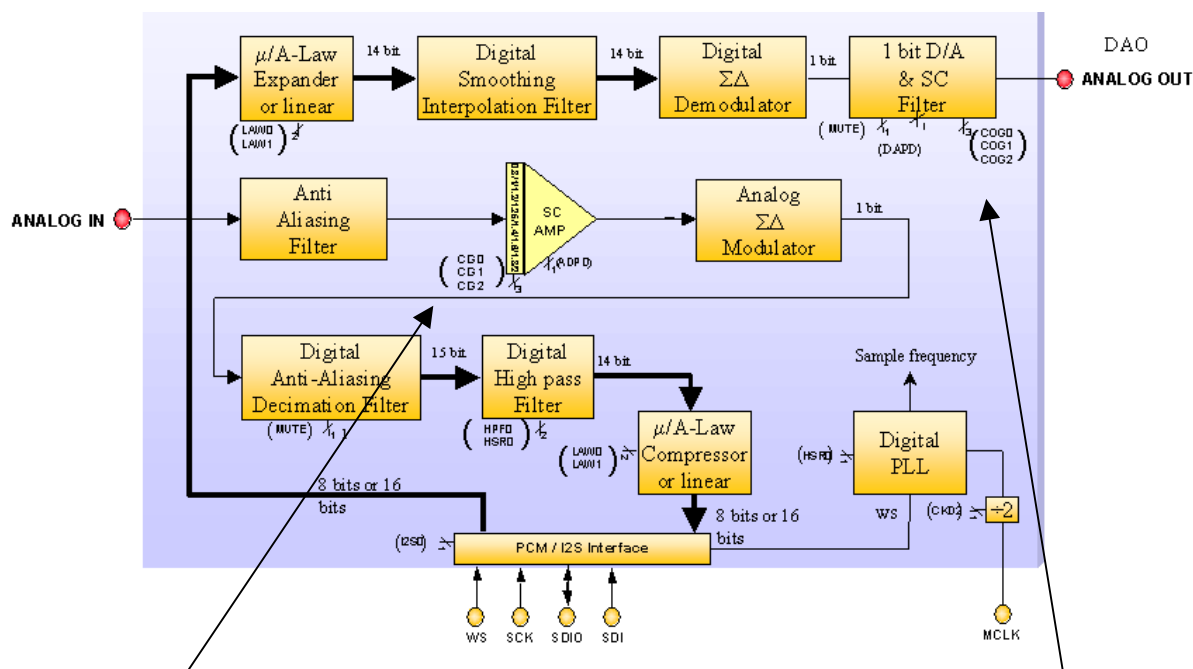 μ/A-Law
Expander
or linear
14 bit
Digital
Smoothing
Interpolation Filter
14 bit
Digital
ΣΔ
Demodulator
1 bit
1 bit D/A
& SC
Filter
DAO
ANALOG OUT
LAW0
LAW1
2
(MUTE)
1
1
(DAPD)
3
COG0
COG1
COG2
ANALOG IN
Anti
Aliasing
Filter
SC
AMP
CG0
CG1
CG2
3
1
(ADPD)
Analog
ΣΔ
Modulator
1 bit
Digital
Anti-Aliasing
Decimation Filter
15 bit
Digital
High pass
Filter
14 bit
(MUTE)
1
1
HPF0
HSR0
2
LAW0
LAW1
2
μ/A-Law
Compressor
or linear
Sample frequency
(HSR0)
1
Digital
PLL
8 bits or 16
bits
8 bits or 16
bits
WS
(CKD2)
1
÷2
(I2S0)
1
PCM / I2S Interface
WS
SCK
SDIO
SDI
MCLK